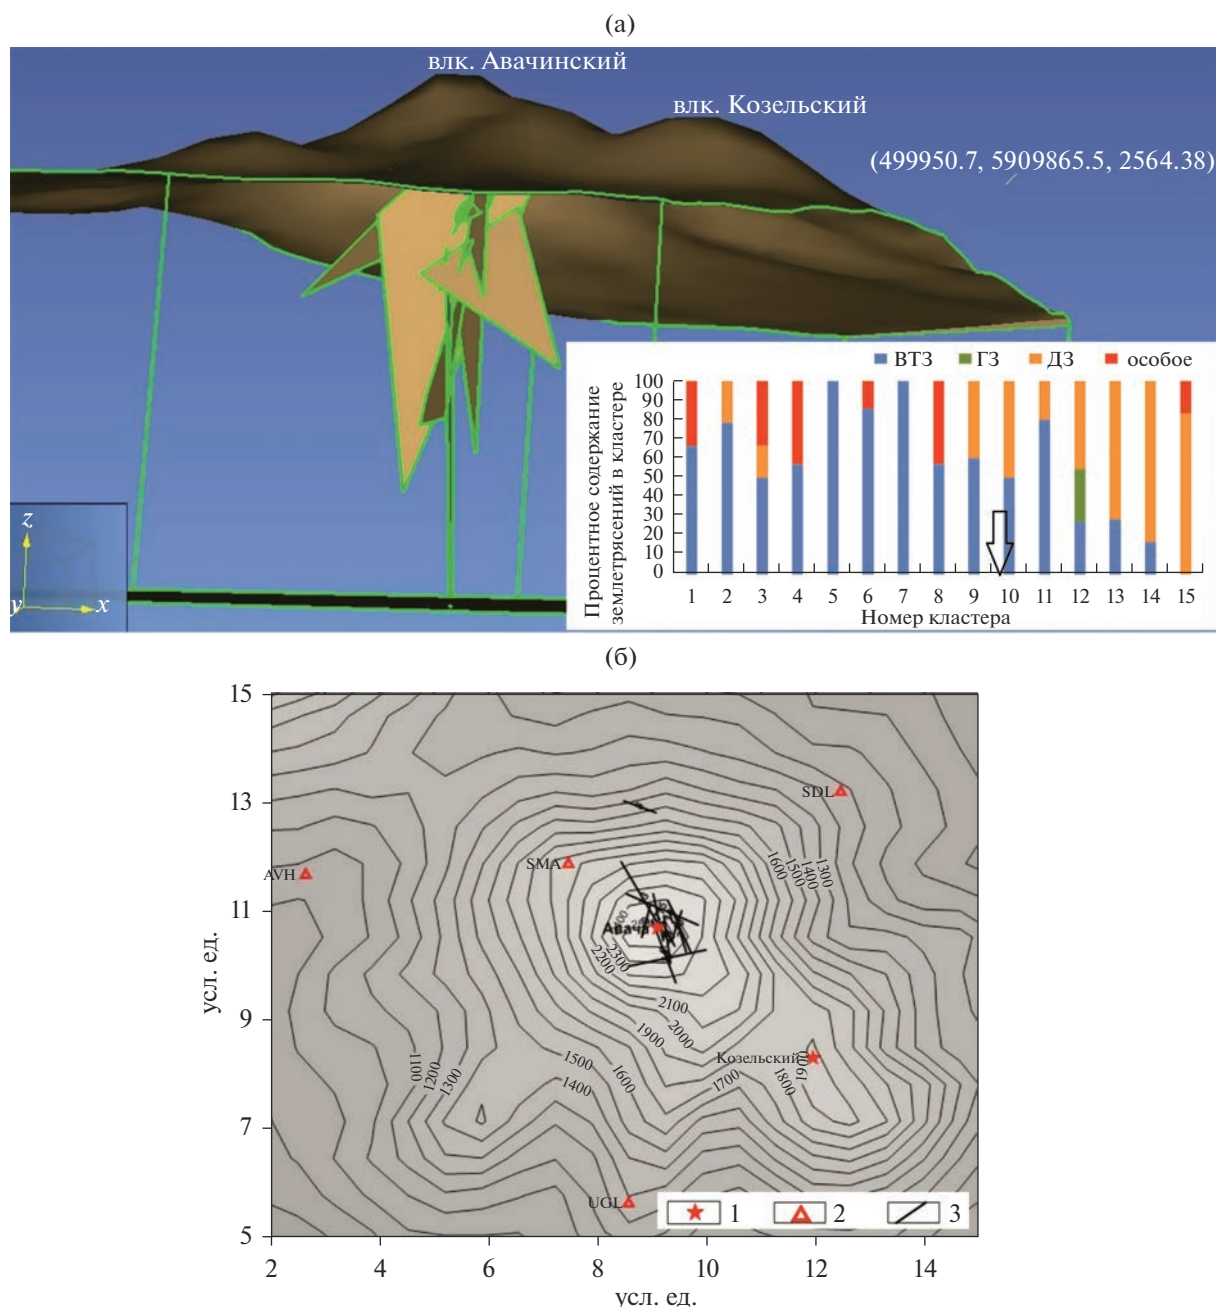 (а)
влк. Авачинский
влк. Козельский
(499950.7, 5909865.5, 2564.38)
z
y
x
ВТЗ ГЗ ДЗ особое
Процентное содержание
землетрясений в кластере
100
90
80
70
60
50
40
30
20
10
0
1 2 3 4 5 6 7 8 9 10 11 12 13 14 15
Номер кластера
(б)
15
13
11
9
7
5
усл. ед.
SDL
SMA
AVH
1600
1500
1400
1300
Авача
2300
2200
2100
2000
1900
Козельский
1900
1800
1700
1600
1500
1400
1100
1200
1300
UGL
1 2 3
2 4 6 8 10 12 14
усл. ед.